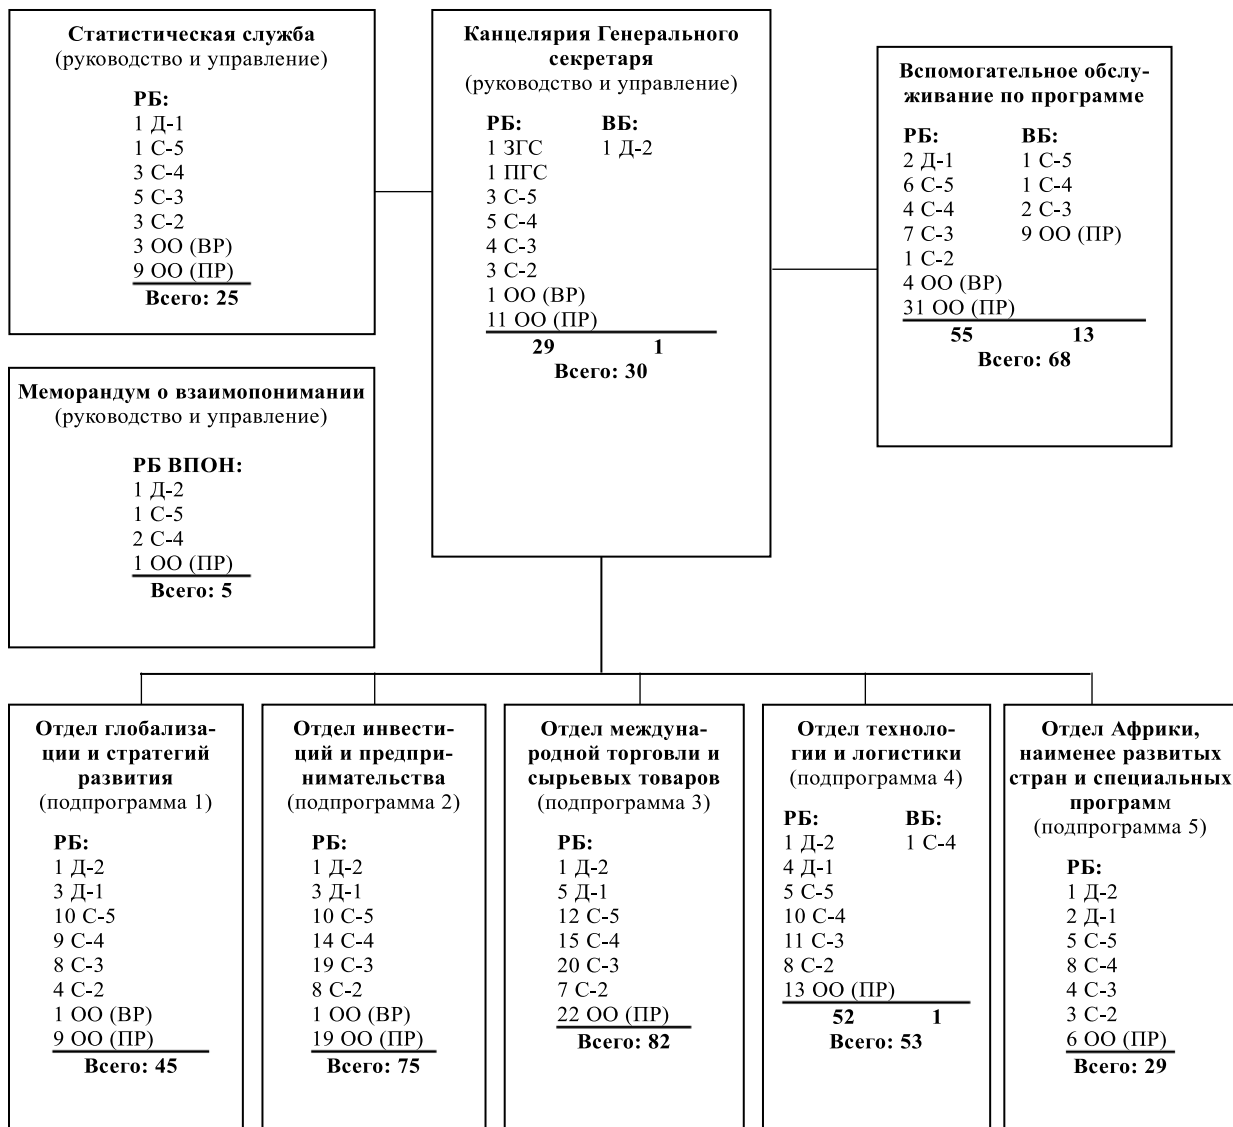 Статистическая служба
(руководство и управление)
РБ:
1 Д-1
1 С-5
3 С-4
5 С-3
3 С-2
3 ОО (ВР)
9 ОО (ПР)
Всего: 25
Канцелярия Генерального
секретаря
(руководство и управление)
РБ: ВБ:
1 ЗГС 1 Д-2
1 ПГС
3 С-5
5 С-4
4 С-3
3 С-2
1 ОО (ВР)
11 ОО (ПР)
29 1
Всего: 30
Вспомогательное обслу-
живание по программе
РБ: ВБ:
2 Д-1 1 С-5
6 С-5 1 С-4
4 С-4 2 С-3
7 С-3 9 ОО (ПР)
1 С-2
4 ОО (ВР)
31 ОО (ПР)
55 13
Всего: 68
Меморандум о взаимопонимании
(руководство и управление)
РБ ВПОН:
1 Д-2
1 С-5
2 С-4
1 ОО (ПР)
Всего: 5
Отдел глобализа-
ции и стратегий
развития
(подпрограмма 1)
РБ:
1 Д-2
3 Д-1
10 С-5
9 С-4
8 С-3
4 С-2
1 ОО (ВР)
9 ОО (ПР)
Всего: 45
Отдел инвести-
ций и предпри-
нимательства
(подпрограмма 2)
РБ:
1 Д-2
3 Д-1
10 С-5
14 С-4
19 С-3
8 С-2
1 ОО (ВР)
19 ОО (ПР)
Всего: 75
Отдел междуна-
родной торговли и
сырьевых товаров
(подпрограмма 3)
РБ:
1 Д-2
5 Д-1
12 С-5
15 С-4
20 С-3
7 С-2
22 ОО (ПР)
Всего: 82
Отдел техноло-
гии и логистики
(подпрограмма 4)
РБ: ВБ:
1 Д-2 1 С-4
4 Д-1
5 С-5
10 С-4
11 С-3
8 С-2
13 ОО (ПР)
52 1
Всего: 53
Отдел Африки,
наименее развитых
стран и специальных
программ
(подпрограмма 5)
РБ:
1 Д-2
2 Д-1
5 С-5
8 С-4
4 С-3
3 С-2
6 ОО (ПР)
Всего: 29